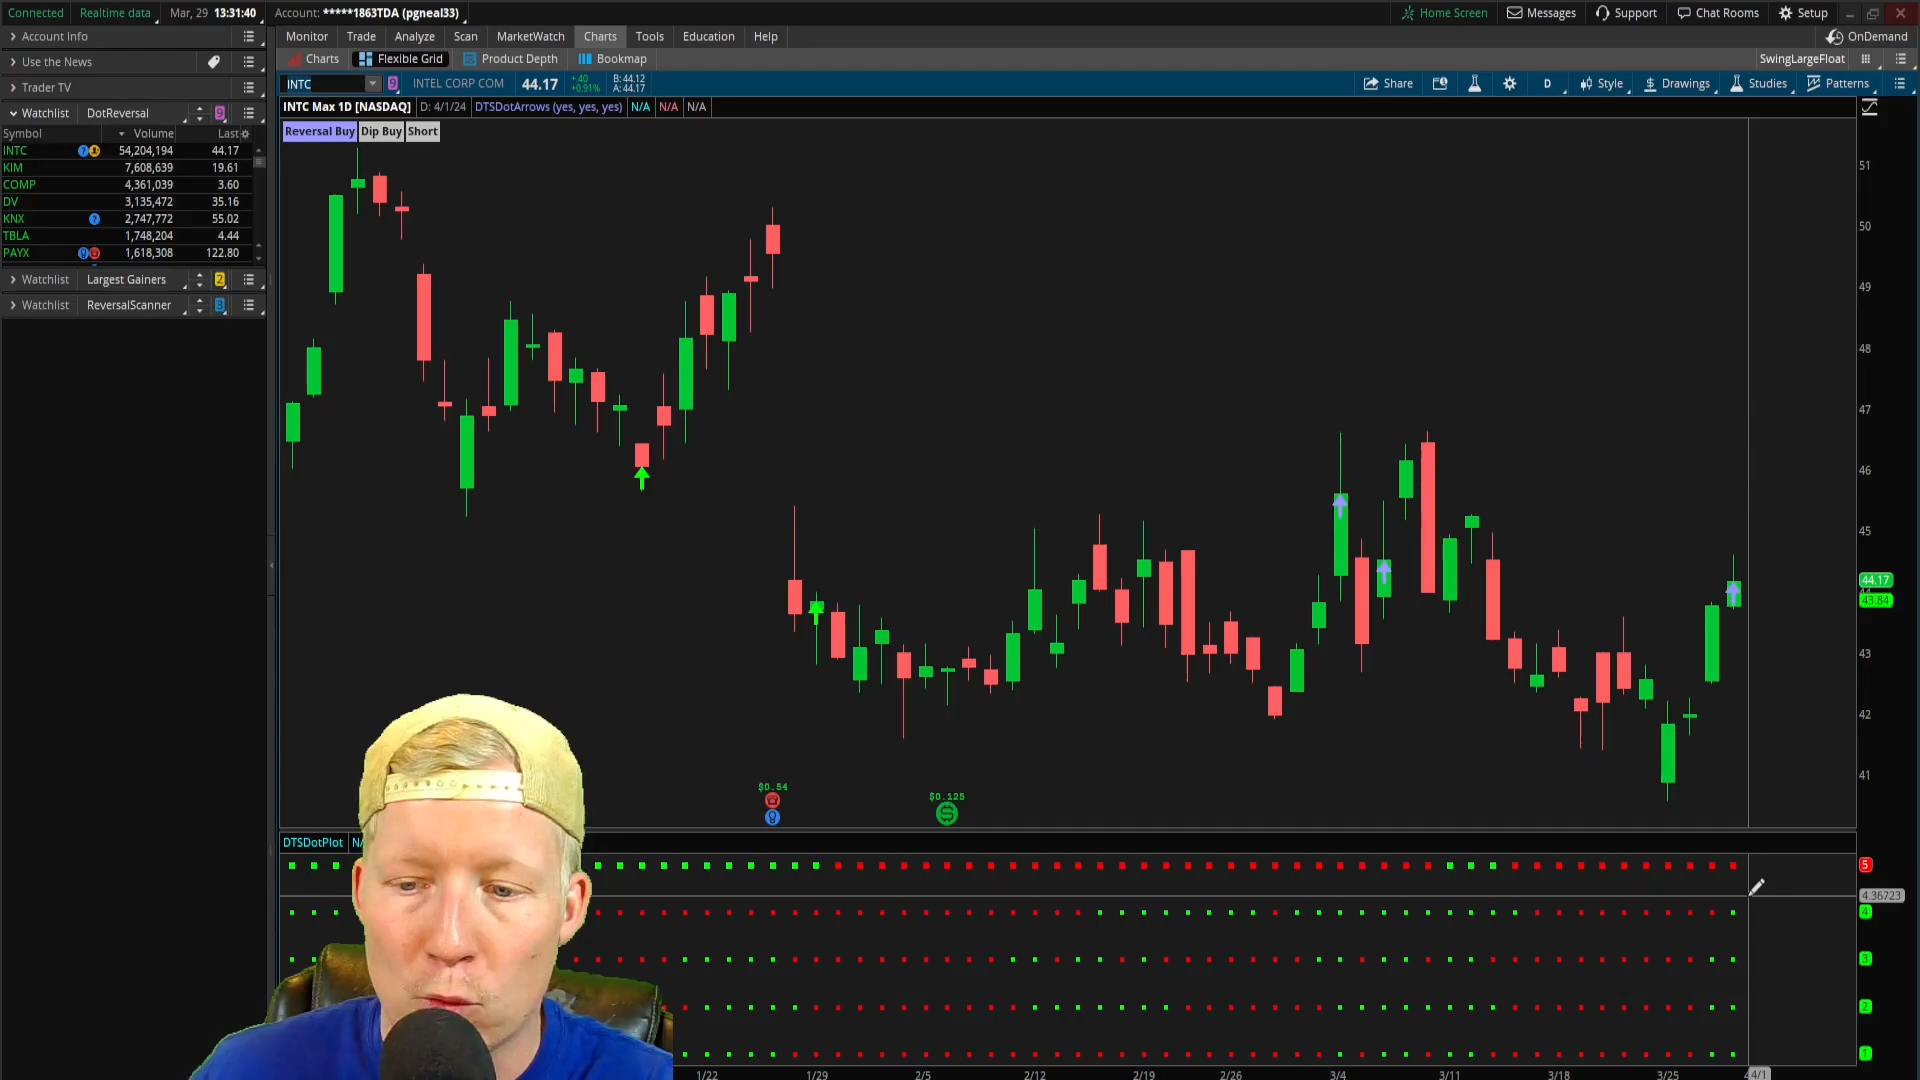 Connected Realtime data Mar, 29 13:31:40 Account: *****1863TDA (pgneal33) Home Screen Messages Support Chat Rooms Setup
Account Info Monitor Trade Analyze Scan MarketWatch Charts Tools Education Help OnDemand
Use the News Charts Flexible Grid Product Depth Bookmap SwingLargeFloat
Trader TV INTC 9 INTEL CORP COM 44.17 +.40 +0.91% B: 44.12 A: 44.17 Share D Style Drawings Studies Patterns
Watchlist DotReversal 9 INTC Max 1D [NASDAQ] D: 4/1/24 DTSDotArrows (yes, yes, yes) N/A N/A N/A
Symbol Volume Last Reversal Buy Dip Buy Short
INTC 54,204,194 44.17
KIM 7,608,639 19.61
COMP 4,361,039 3.60
DV 3,135,472 35.16
KNX 2,747,772 55.02
TBLA 1,748,204 4.44
PAYX 1,618,308 122.80
Watchlist Largest Gainers 2
Watchlist ReversalScanner 3
51
50
49
48
47
46
45
44.17
43.84
43
42
41
$0.54 $0.125
DTSDotPlot
5
4.36723
4
3
2
1
1/22 1/29 2/5 2/12 2/19 2/26 3/4 3/11 3/18 3/25 4/1